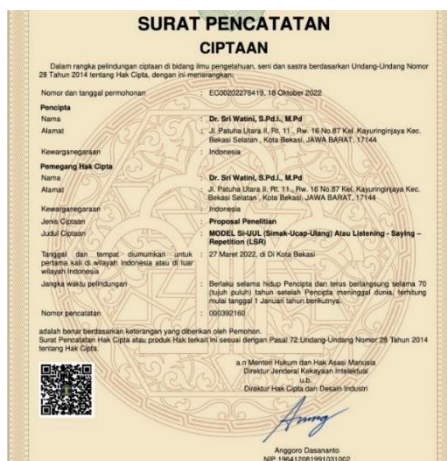 SURAT PENCATATAN
CIPTAAN
Dalam rangka pelindungan ciptaan di bidang ilmu pengetahuan, seni dan sastra berdasarkan Undang-Undang Nomor
28 Tahun 2014 tentang Hak Cipta, dengan ini menerangkan:
Nomor dan tanggal permohonan : EC00202278419, 18 Oktober 2022
Pencipta
Nama : Dr. Sri Watini, S.Pd.I., M.Pd
Alamat : Jl. Patuha Utara II, Rt. 11., Rw. 16 No.87 Kel. Kayuringinjaya Kec.
Bekasi Selatan , Kota Bekasi, JAWA BARAT, 17144
Kewarganegaraan : Indonesia
Pemegang Hak Cipta
Nama : Dr. Sri Watini, S.Pd.I., M.Pd
Alamat : Jl. Patuha Utara II, Rt. 11., Rw. 16 No.87 Kel. Kayuringinjaya Kec.
Bekasi Selatan , Kota Bekasi, JAWA BARAT, 17144
Kewarganegaraan : Indonesia
Jenis Ciptaan : Proposal Penelitian
Judul Ciptaan : MODEL SI-UUL (Simak-Ucap-Ulang) Atau Listening - Saying –
Repetition (LSR)
Tanggal dan tempat diumumkan untuk : 27 Maret 2022, di Di Kota Bekasi
pertama kali di wilayah Indonesia atau di luar
wilayah Indonesia
Jangka waktu pelindungan : Berlaku selama hidup Pencipta dan terus berlangsung selama 70
(tujuh puluh) tahun setelah Pencipta meninggal dunia, terhitung
mulai tanggal 1 Januari tahun berikutnya.
Nomor pencatatan : 000392160
adalah benar berdasarkan keterangan yang diberikan oleh Pemohon.
Surat Pencatatan Hak Cipta atau produk Hak terkait ini sesuai dengan Pasal 72 Undang-Undang Nomor 28 Tahun 2014
tentang Hak Cipta.
a.n Menteri Hukum dan Hak Asasi Manusia
Direktur Jenderal Kekayaan Intelektual
u.b.
Direktur Hak Cipta dan Desain Industri
Anggoro Dasananto
NIP.196412081991031002